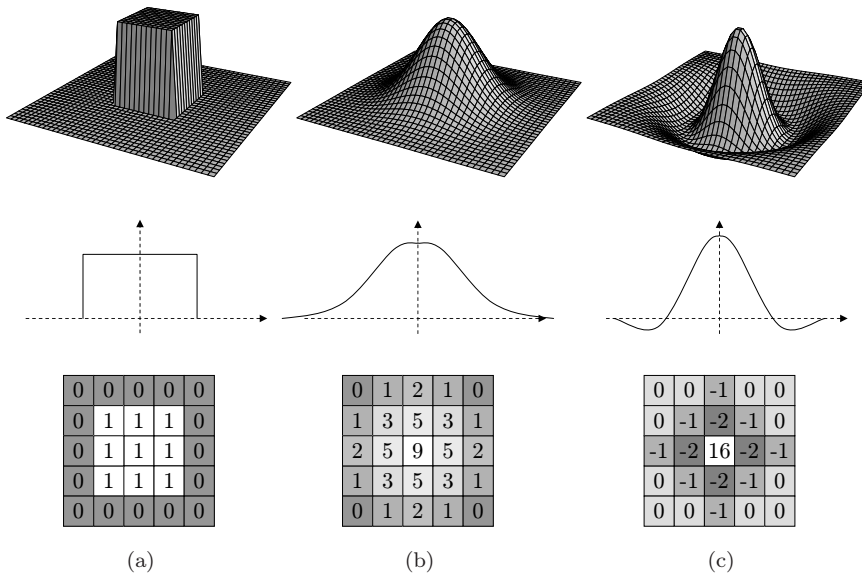 0 0 0 0 0
0 1 1 1 0
0 1 1 1 0
0 1 1 1 0
0 0 0 0 0
(a)
0 1 2 1 0
1 3 5 3 1
2 5 9 5 2
1 3 5 3 1
0 1 2 1 0
(b)
0 0 -1 0 0
0 -1 -2 -1 0
-1 -2 16 -2 -1
0 -1 -2 -1 0
0 0 -1 0 0
(c)